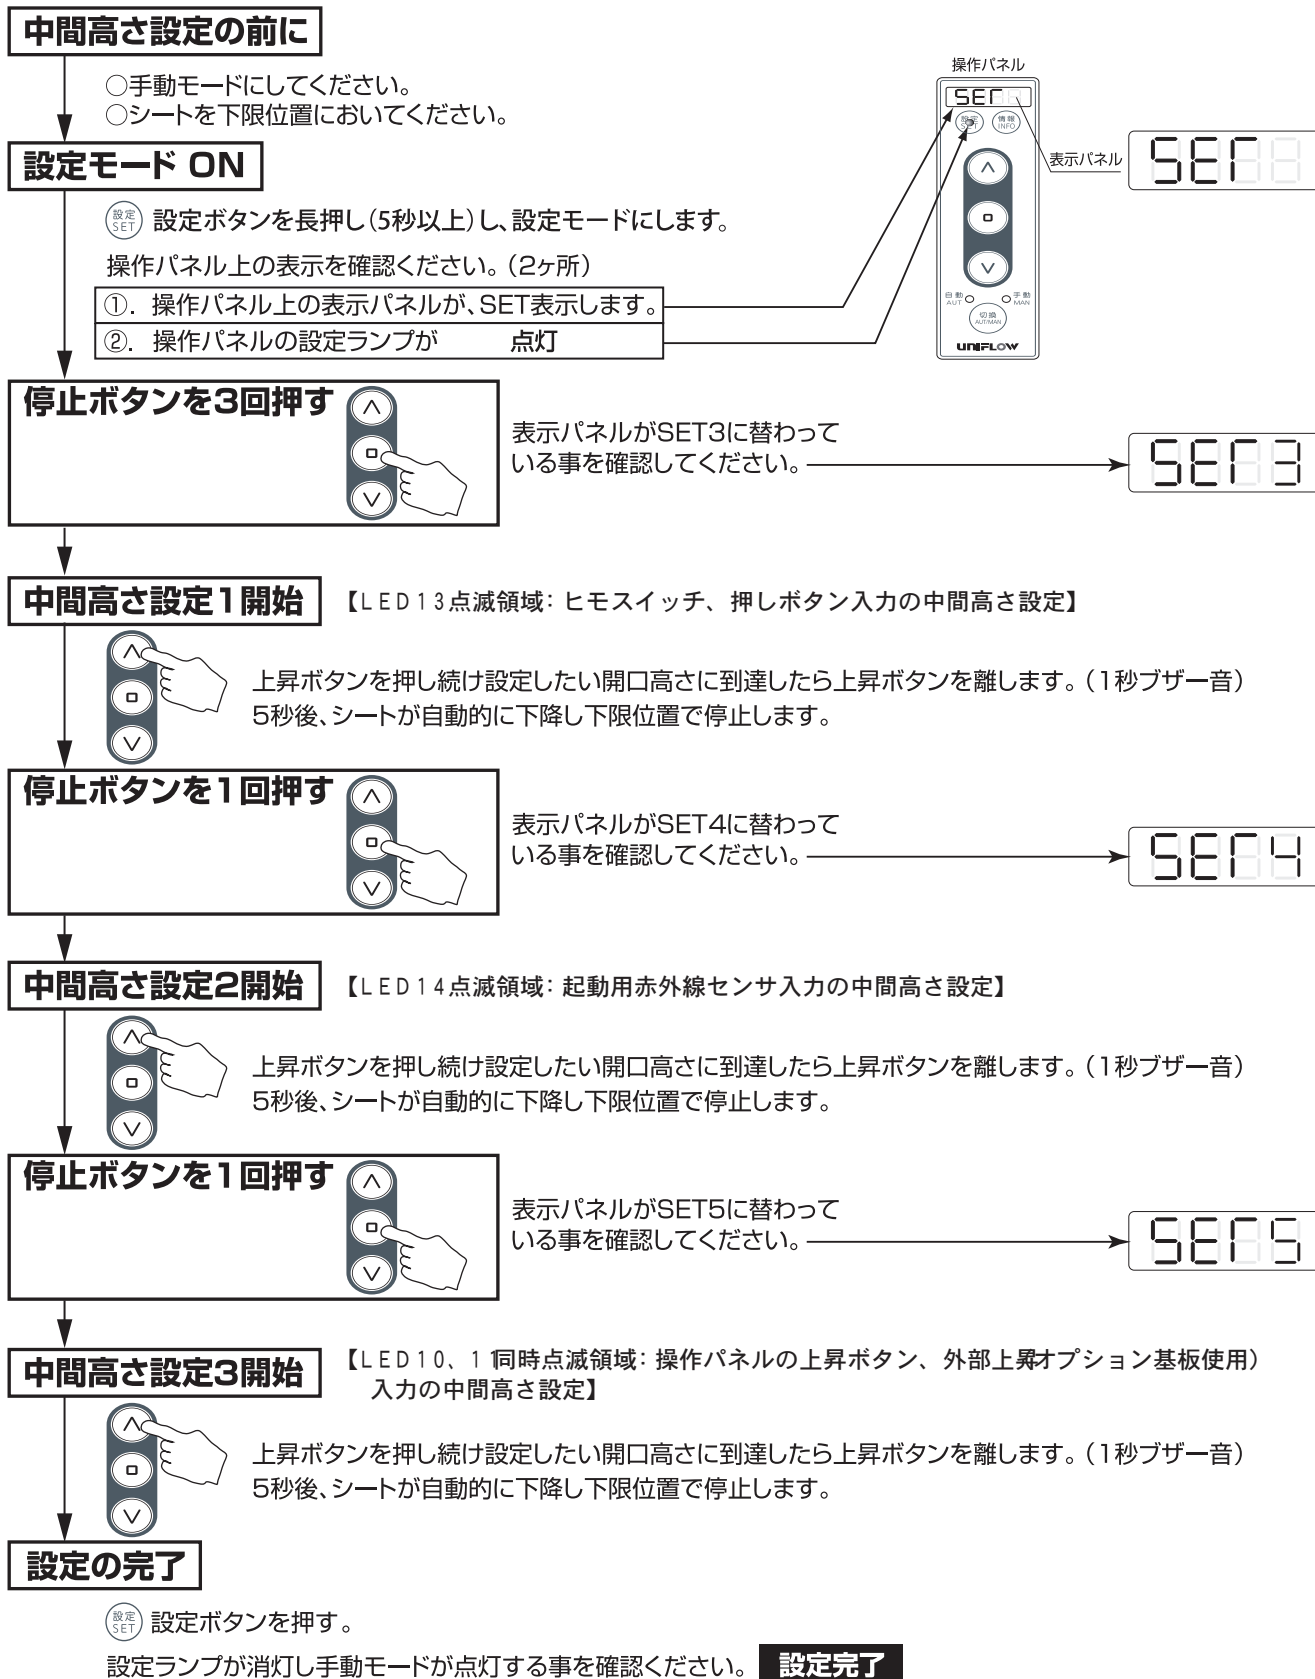 中間高さ設定の前に
○手動モードにしてください。
○シートを下限位置においてください。
操作パネル
SET
設定 SET
情報 INFO
表示パネル
SET
自動 AUT
手動 MAN
切換 AUT/MAN
UNIFLOW
設定モード ON
設定 SET 設定ボタンを長押し(5秒以上)し、設定モードにします。
操作パネル上の表示を確認ください。(2ヶ所)
①. 操作パネル上の表示パネルが、SET表示します。
②. 操作パネルの設定ランプが 点灯
停止ボタンを3回押す
表示パネルがSET3に替わって
いる事を確認してください。
SET3
中間高さ設定1開始
【LED13点滅領域：ヒモスイッチ、押しボタン入力の中間高さ設定】
上昇ボタンを押し続け設定したい開口高さに到達したら上昇ボタンを離します。(1秒ブザー音)
5秒後、シートが自動的に下降し下限位置で停止します。
停止ボタンを1回押す
表示パネルがSET4に替わって
いる事を確認してください。
SET4
中間高さ設定2開始
【LED14点滅領域：起動用赤外線センサ入力の中間高さ設定】
上昇ボタンを押し続け設定したい開口高さに到達したら上昇ボタンを離します。(1秒ブザー音)
5秒後、シートが自動的に下降し下限位置で停止します。
停止ボタンを1回押す
表示パネルがSET5に替わって
いる事を確認してください。
SET5
中間高さ設定3開始
【LED10、11同時点滅領域：操作パネルの上昇ボタン、外部上昇オプション基板使用)
入力の中間高さ設定】
上昇ボタンを押し続け設定したい開口高さに到達したら上昇ボタンを離します。(1秒ブザー音)
5秒後、シートが自動的に下降し下限位置で停止します。
設定の完了
設定 SET 設定ボタンを押す。
設定ランプが消灯し手動モードが点灯する事を確認ください。 設定完了